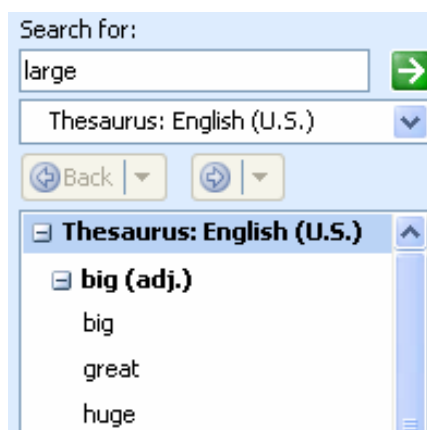 Search for:
large
Thesaurus: English (U.S.)
Back
Thesaurus: English (U.S.)
big (adj.)
big
great
huge